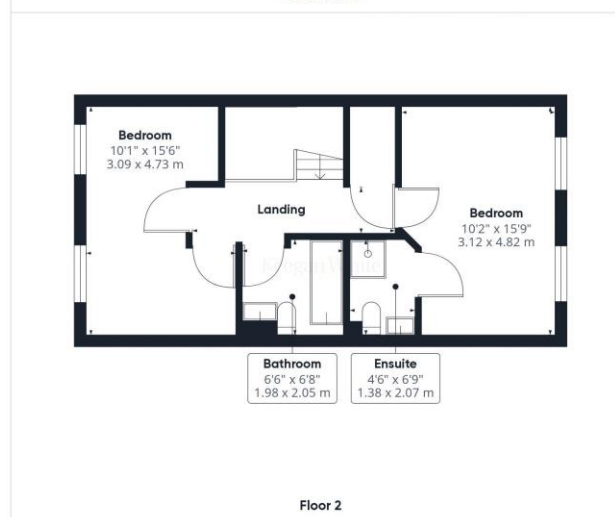 Bedroom
10'1" x 15'6"
3.09 x 4.73 m
Landing
Bedroom
10'2" x 15'9"
3.12 x 4.82 m
Bathroom
6'6" x 6'8"
1.98 x 2.05 m
Ensuite
4'6" x 6'9"
1.38 x 2.07 m
Floor 2